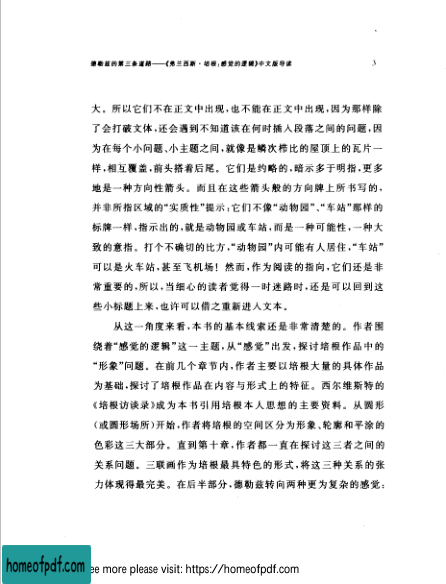 德勒兹的第三条道路——《弗兰西斯·培根:感觉的逻辑》中文版导读 3
大。所以它们不在正文中出现,也不能在正文中出现,因为那样除
了会打破文体,还会遇到不知道该在何时插入段落之间的问题,因
为在每个小问题、小主题之间,就像是鳞次栉比的屋顶上的瓦片一
样,相互覆盖,前头搭着后尾。它们是约略的,暗示多于明指,更多
地是一种方向性箭头。而且在这些箭头般的方向牌上所书写的,
并非所指区域的“实质性”提示:它们不像“动物园”、“车站”那样的
标牌一样,指示出的,就是动物园或车站,而是一种可能性,一种大
致的意指。打个不确切的比方,“动物园”内可能有人居住,“车站”
可以是火车站,甚至飞机场!然而,作为阅读的指向,它们还是非
常重要的,所以,当细心的读者觉得一时迷路时,还是可以回到这
些小标题上来,也许可以借之重新进入文本。
从这一角度来看,本书的基本线索还是非常清楚的。作者围
绕着“感觉的逻辑”这一主题,从“感觉”出发,探讨培根作品中的
“形象”问题。在前几个章节内,作者主要以培根大量的具体作品
为基础,探讨了培根作品在内容与形式上的特征。西尔维斯特的
《培根访谈录》成为本书引用培根本人思想的主要资料。从圆形
(或圆形场所)开始,作者将培根的空间区分为形象、轮廓和平涂的
色彩这三大部分。直到第十章,作者都一直在探讨这三者之间的
关系问题。三联画作为培根最具特色的形式,将这三种关系的张
力体现得最完美。在后半部分,德勒兹转向两种更为复杂的感觉:
homeofpdf.com ee more please visit: https://homeofpdf.com